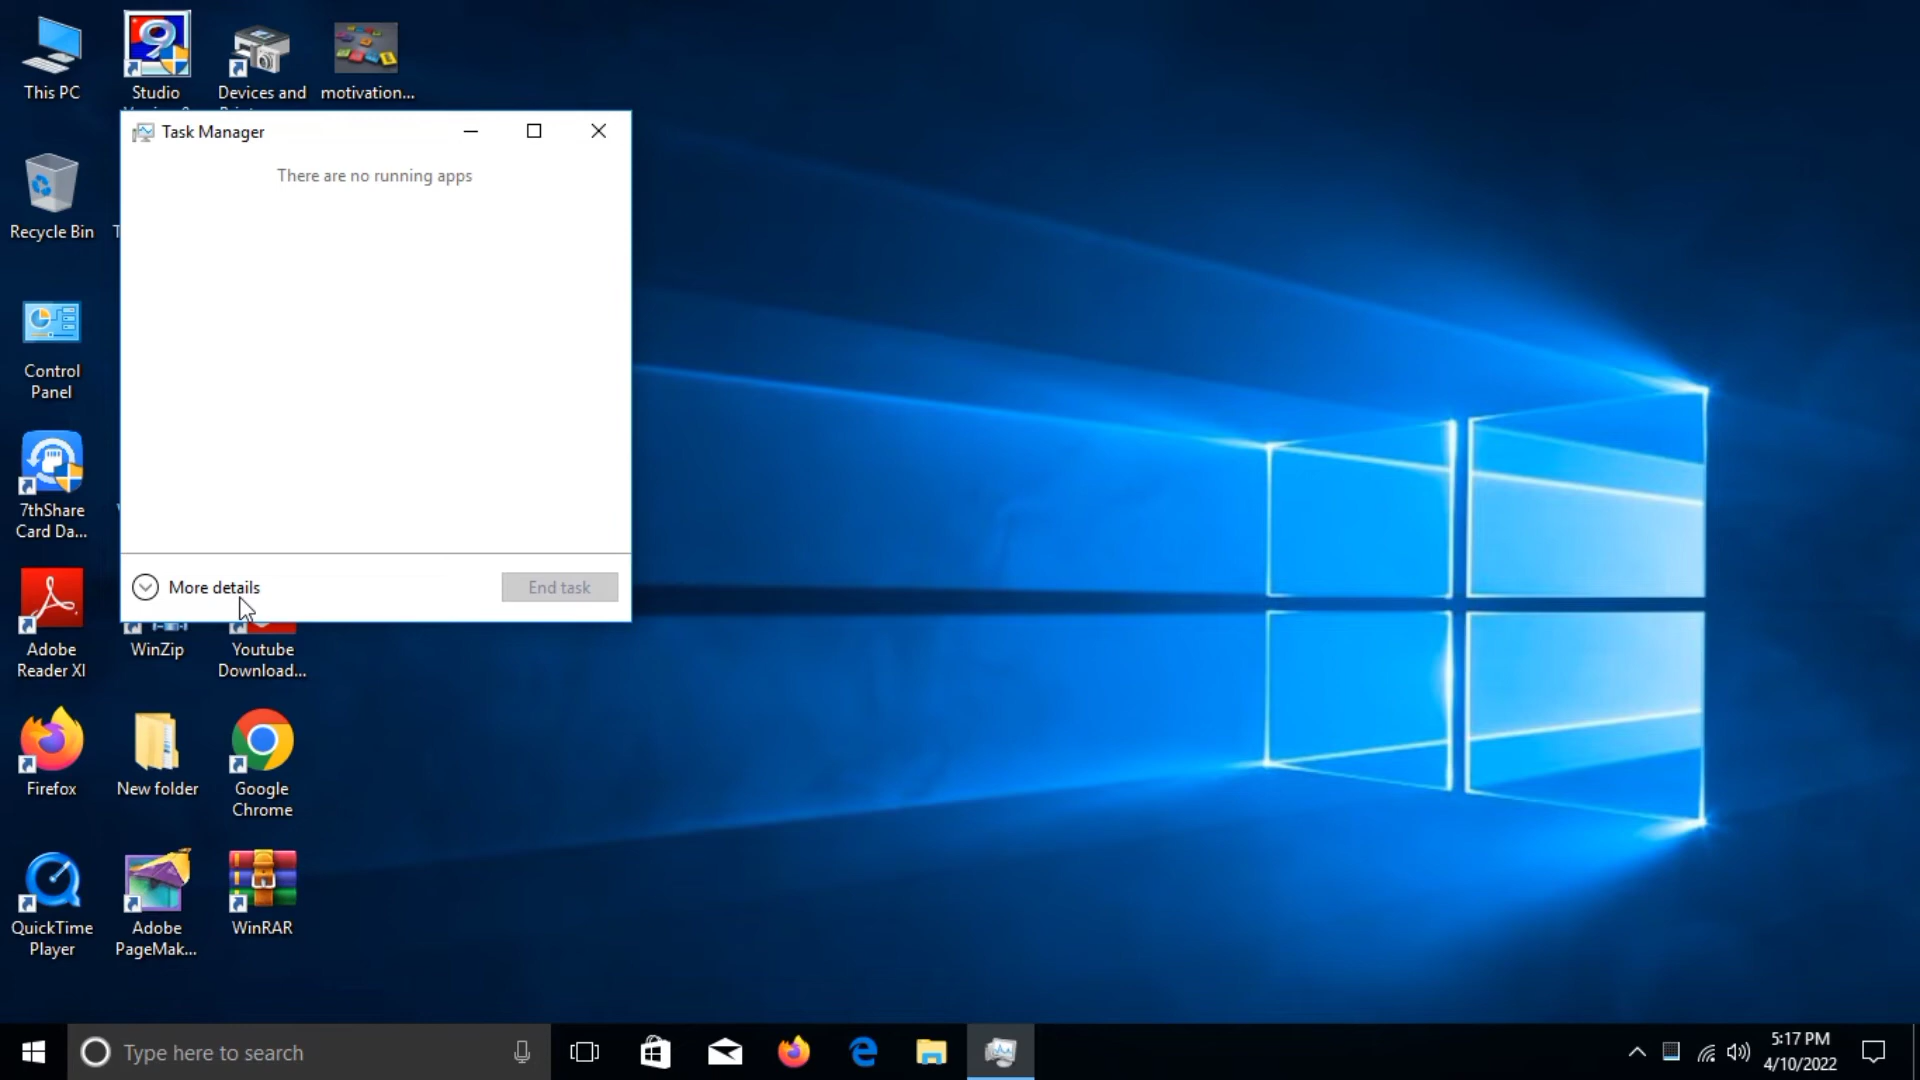 This PC
Studio
Devices and
motivation...
Task Manager
There are no running apps
Recycle Bin
Control
Panel
7thShare
Card Da...
More details
End task
Adobe
Reader XI
WinZip
Youtube
Download...
Firefox
New folder
Google
Chrome
QuickTime
Player
Adobe
PageMak...
WinRAR
Type here to search
5:17 PM
4/10/2022